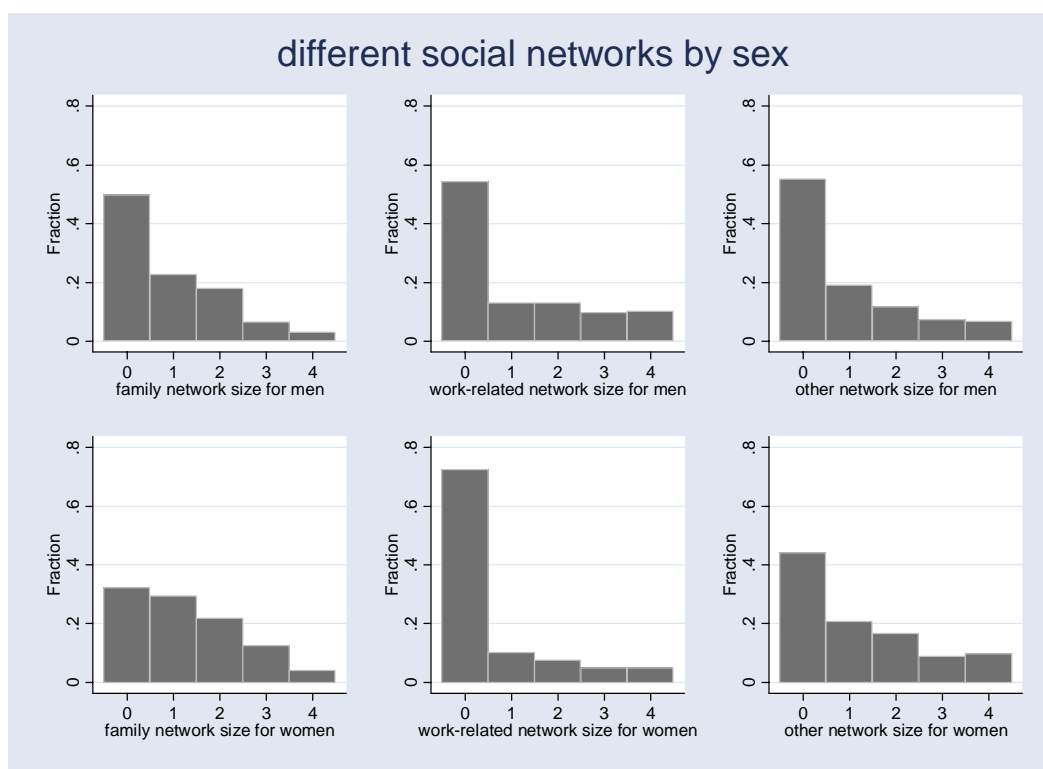 different social networks by sex
Fraction
.8
.6
.4
.2
0
0 1 2 3 4
family network size for men
Fraction
.8
.6
.4
.2
0
0 1 2 3 4
work-related network size for men
Fraction
.8
.6
.4
.2
0
0 1 2 3 4
other network size for men
Fraction
.8
.6
.4
.2
0
0 1 2 3 4
family network size for women
Fraction
.8
.6
.4
.2
0
0 1 2 3 4
work-related network size for women
Fraction
.8
.6
.4
.2
0
0 1 2 3 4
other network size for women